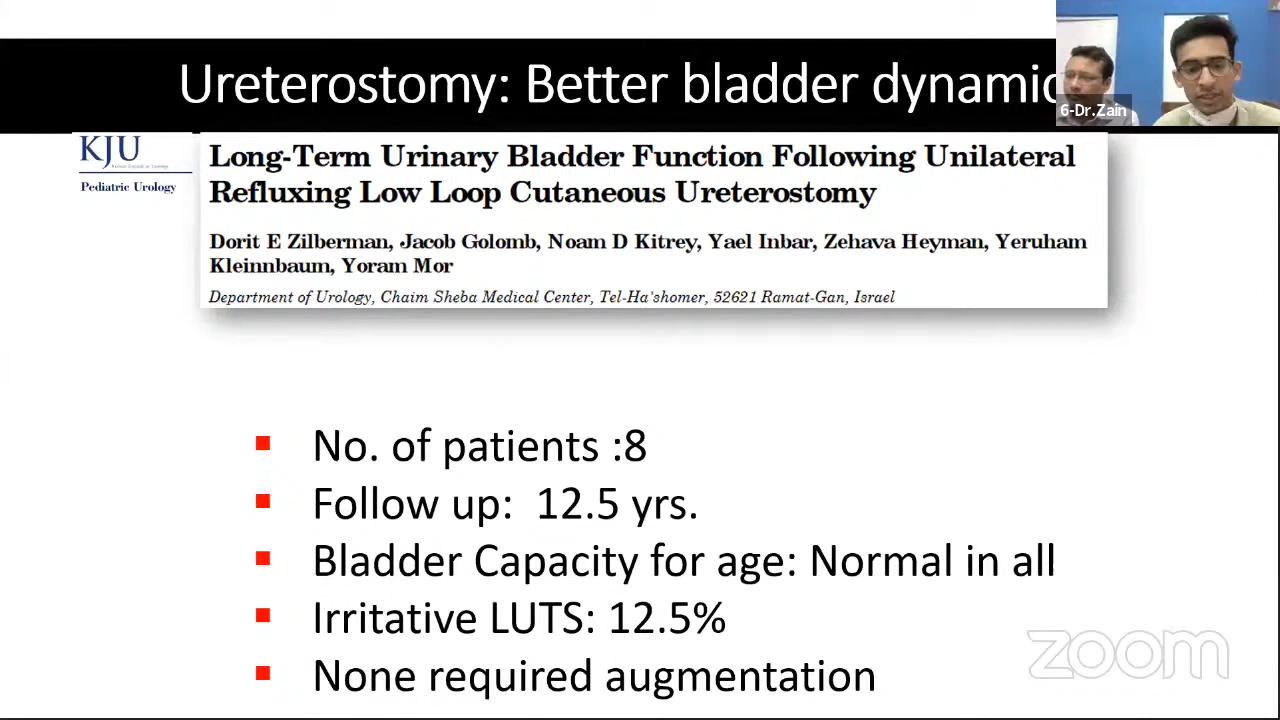 Ureterostomy: Better bladder dynamic
6-Dr.Zain
KJU
Pediatric Urology
Long-Term Urinary Bladder Function Following Unilateral
Refluxing Low Loop Cutaneous Ureterostomy
Dorit E Zilberman, Jacob Golomb, Noam D Kitrey, Yael Inbar, Zehava Heyman, Yeruham
Kleinnbaum, Yoram Mor
Department of Urology, Chaim Sheba Medical Center, Tel-Ha'shomer, 52621 Ramat-Gan, Israel
▪ No. of patients :8
▪ Follow up: 12.5 yrs.
▪ Bladder Capacity for age: Normal in all
▪ Irritative LUTS: 12.5%
▪ None required augmentation
zoom